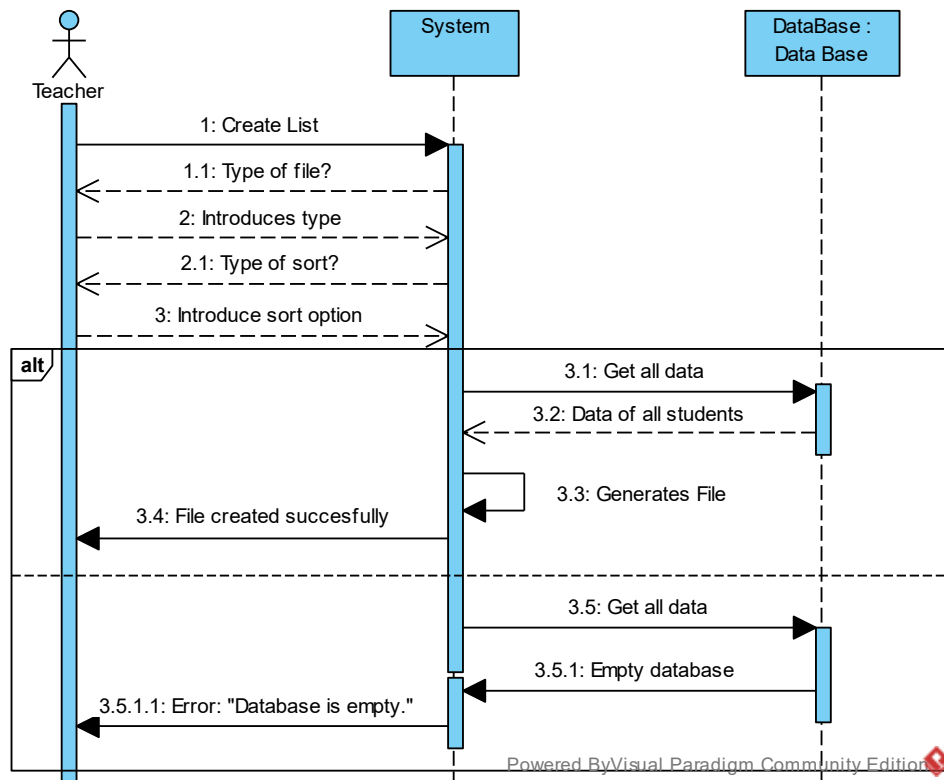 System
DataBase :
Data Base
Teacher
1: Create List
1.1: Type of file?
2: Introduces type
2.1: Type of sort?
3: Introduce sort option
alt
3.1: Get all data
3.2: Data of all students
3.3: Generates File
3.4: File created succesfully
3.5: Get all data
3.5.1: Empty database
3.5.1.1: Error: "Database is empty."
Powered ByVisual Paradigm Community Edition